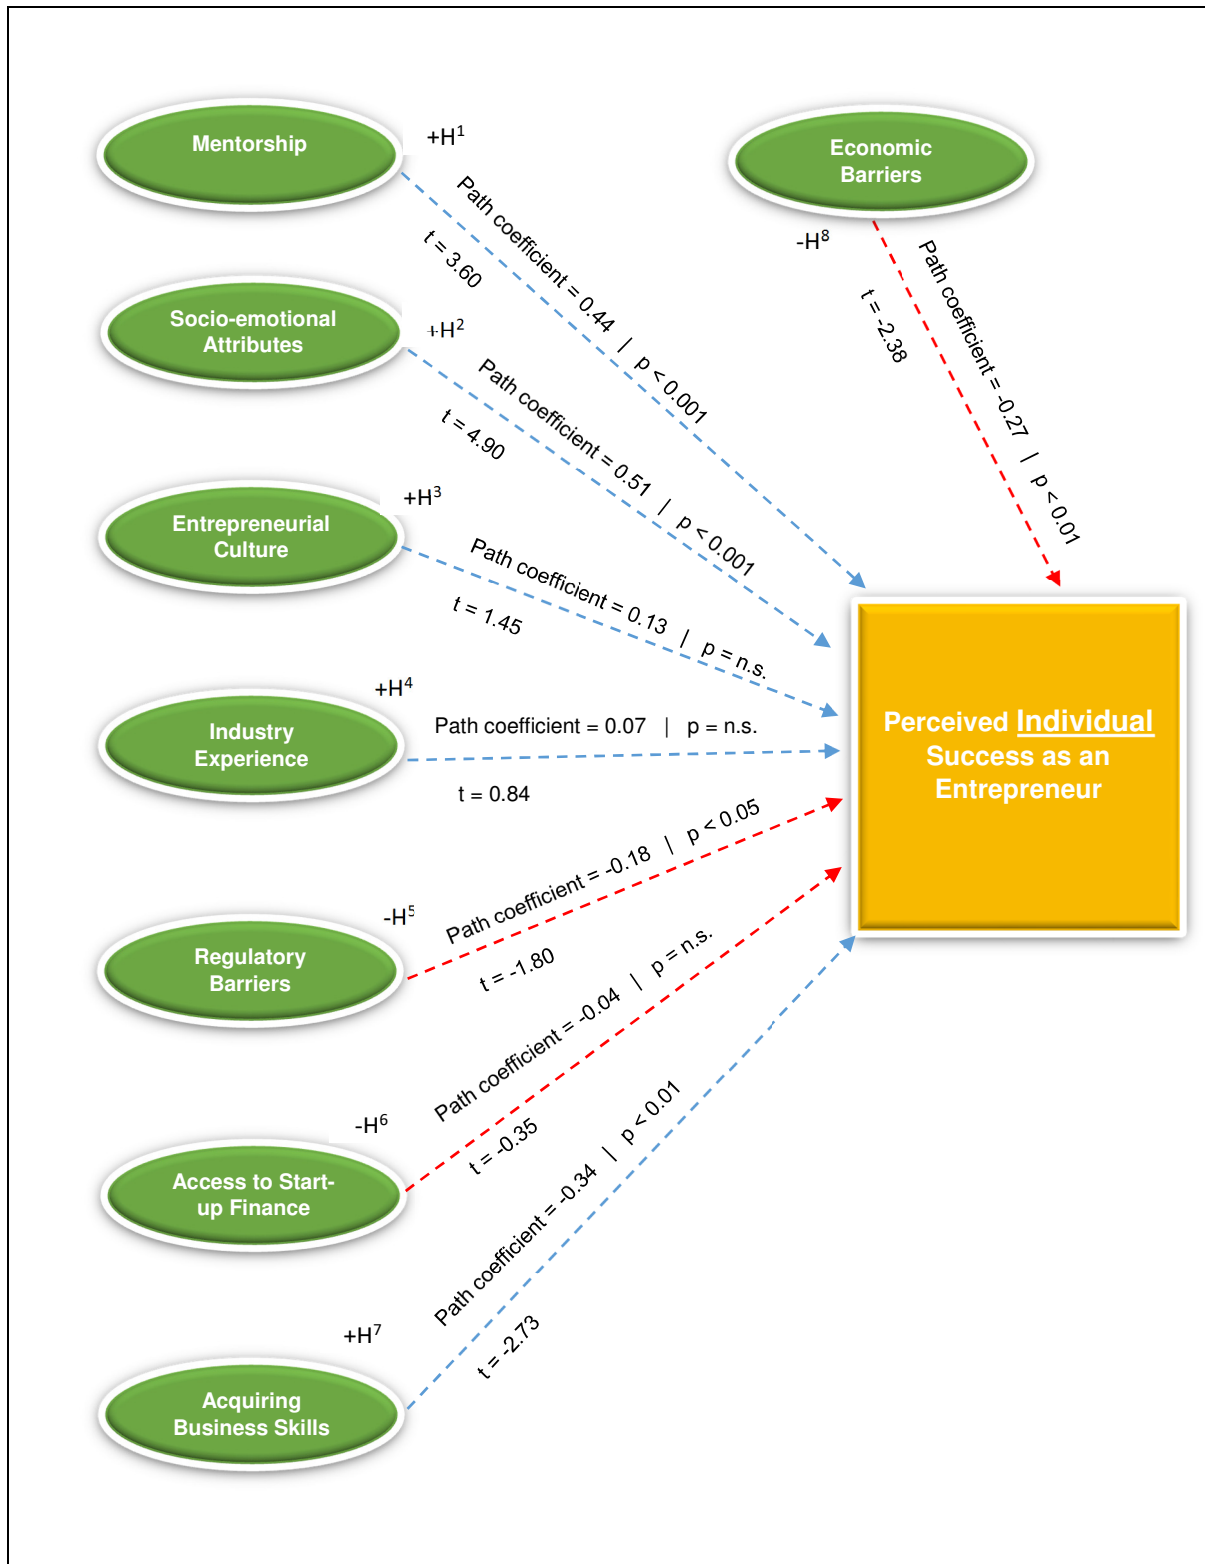 Mentorship
+H¹
Path coefficient = 0.44 | p < 0.001
t = 3.60
Economic
Barriers
-H⁸
Path coefficient = -0.27 | p < 0.01
t = -2.38
Socio-emotional
Attributes
+H²
Path coefficient = 0.51 | p < 0.001
t = 4.90
Entrepreneurial
Culture
+H³
Path coefficient = 0.13 | p = n.s.
t = 1.45
Industry
Experience
+H⁴
Path coefficient = 0.07 | p = n.s.
t = 0.84
Perceived Individual
Success as an
Entrepreneur
Regulatory
Barriers
-H⁵
Path coefficient = -0.18 | p < 0.05
t = -1.80
Access to Start-
up Finance
-H⁶
Path coefficient = -0.04 | p = n.s.
t = -0.35
Acquiring
Business Skills
+H⁷
Path coefficient = -0.34 | p < 0.01
t = -2.73